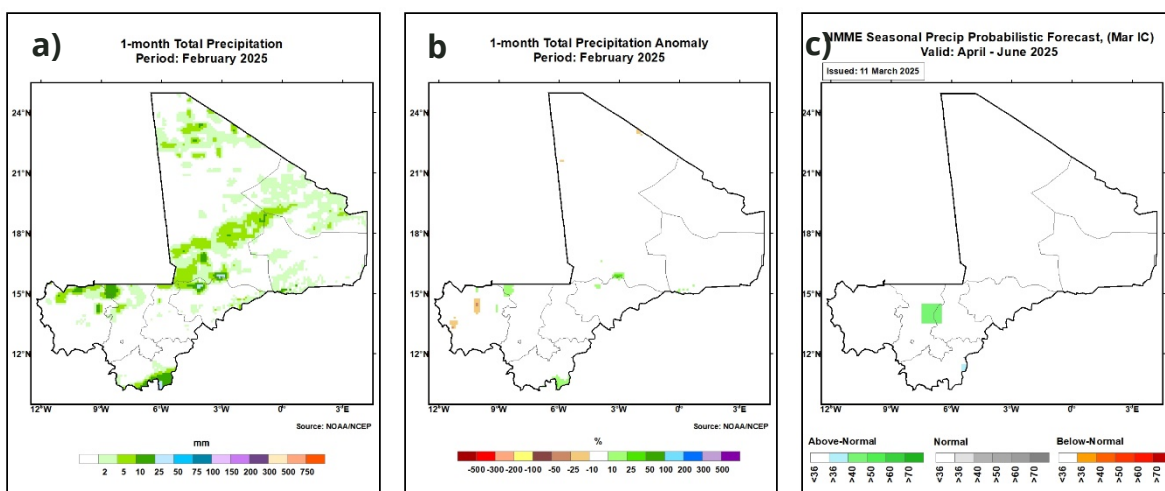 a)
1-month Total Precipitation
Period: February 2025
24°N
21°N
18°N
15°N
12°N
12°W 9°W 6°W 3°W 0° 3°E
Source: NOAA/NCEP
mm
2 5 10 25 50 75 100 150 200 300 500 750
b
1-month Total Precipitation Anomaly
Period: February 2025
24°N
21°N
18°N
15°N
12°N
12°W 9°W 6°W 3°W 0° 3°E
Source: NOAA/NCEP
%
-500 -300 -200 -100 -50 -25 -10 10 25 50 100 200 300 500
c)
NMME Seasonal Precip Probabilistic Forecast, (Mar IC)
Valid: April - June 2025
Issued: 11 March 2025
24°N
21°N
18°N
15°N
12°N
12°W 9°W 6°W 3°W 0° 3°E
Above-Normal Normal Below-Normal
<36 >36 >40 >50 >60 >70 <36 >36 >40 >50 >60 >70 <36 >36 >40 >50 >60 >70